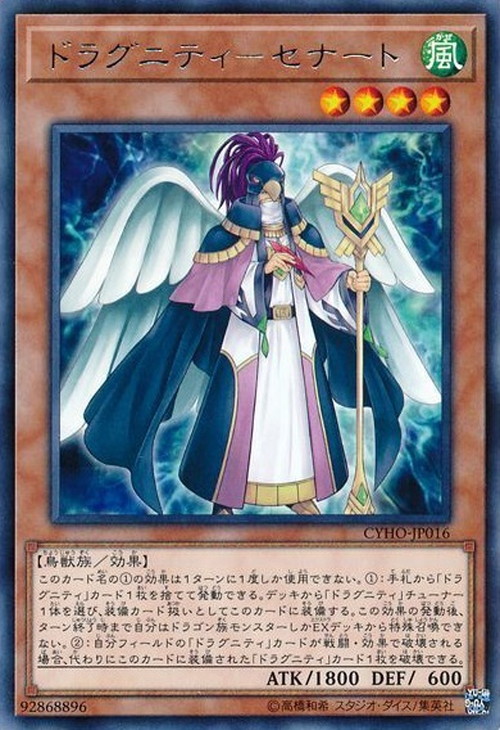 ドラグニティ－セナート
風
CYHO-JP016
【鳥獣族／効果】
このカード名の①の効果は1ターンに1度しか使用できない。①：手札から「ドラ
グニティ」カード1枚を捨てて発動できる。デッキから「ドラグニティ」チューナー
1体を選び、装備カード扱いとしてこのカードに装備する。この効果の発動後、
ターン終了時まで自分はドラゴン族モンスターしかEXデッキから特殊召喚で
きない。②：自分フィールドの「ドラグニティ」カードが戦闘・効果で破壊される
場合、代わりにこのカードに装備された「ドラグニティ」カード1枚を破壊できる。
ATK/1800 DEF/ 600
92868896 ©高橋和希 スタジオ・ダイス/集英社